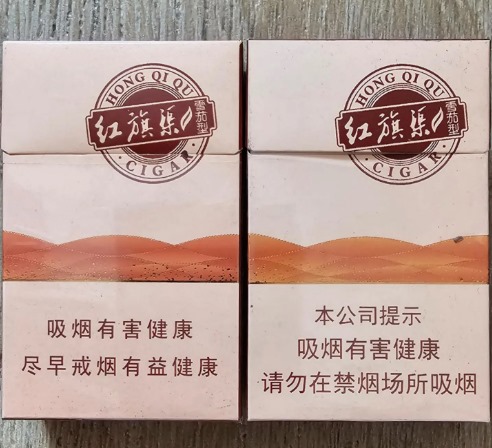 HONG QI QU
红旗渠
雪茄型
CIGAR
吸烟有害健康
尽早戒烟有益健康
HONG QI QU
红旗渠
雪茄型
CIGAR
本公司提示
吸烟有害健康
请勿在禁烟场所吸烟